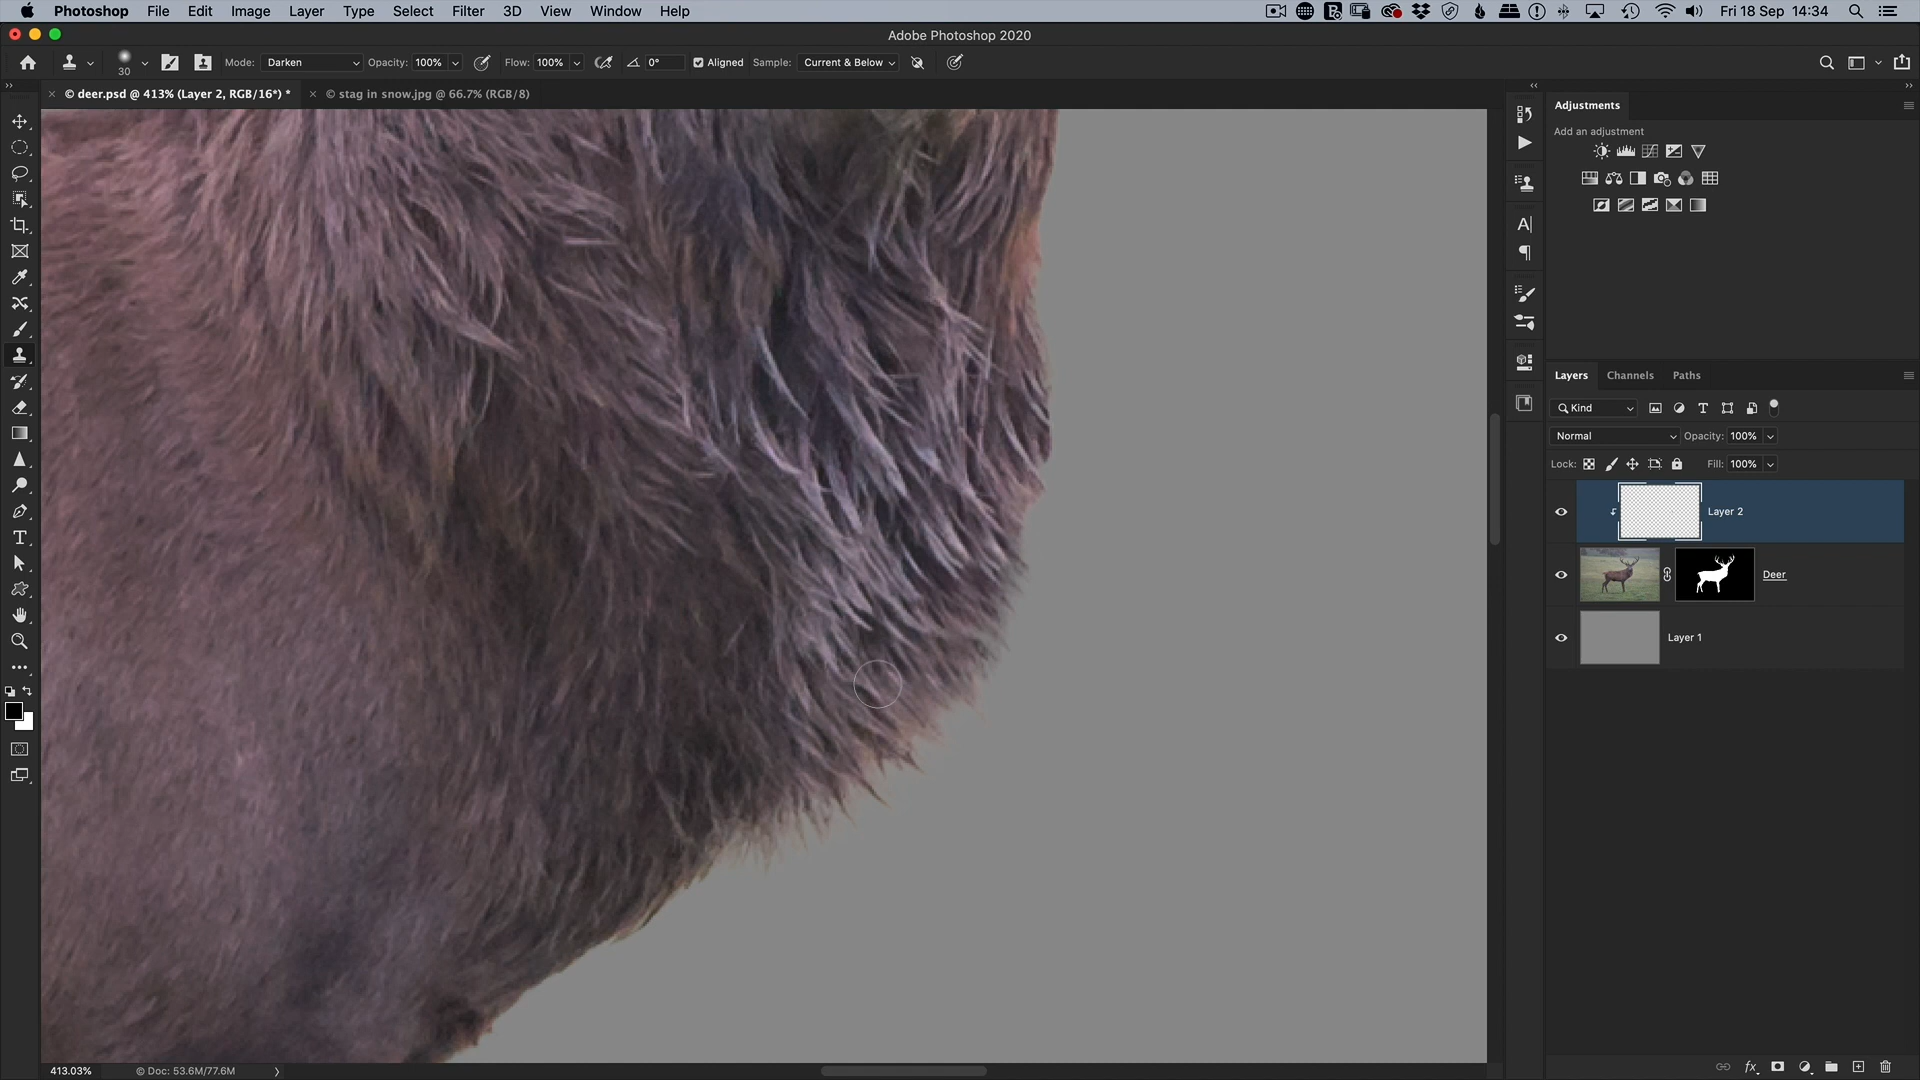 Photoshop File Edit Image Layer Type Select Filter 3D View Window Help Fri 18 Sep 14:34
Adobe Photoshop 2020
30 Mode: Darken Opacity: 100% Flow: 100% 0° Aligned Sample: Current & Below
© deer.psd @ 413% (Layer 2, RGB/16*) * © stag in snow.jpg @ 66.7% (RGB/8)
Adjustments
Add an adjustment
Layers Channels Paths
Kind
Normal Opacity: 100%
Lock: Fill: 100%
Layer 2
Deer
Layer 1
413.03% © Doc: 53.6M/77.6M